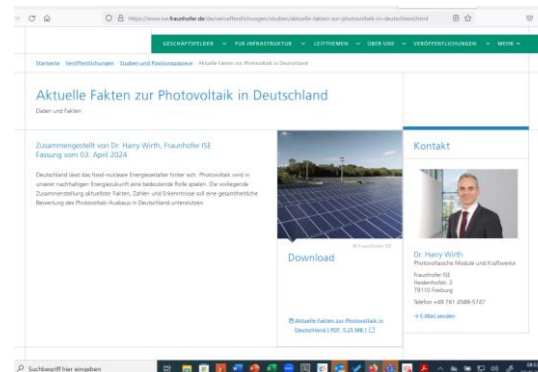 https://www.ise.fraunhofer.de/de/veroeffentlichungen/studien/aktuelle-fakten-zur-photovoltaik-in-deutschland.html
GESCHÄFTSFELDER FUE-INFRASTRUKTUR LEITTHEMEN ÜBER UNS VERÖFFENTLICHUNGEN MEHR
Startseite Veröffentlichungen Studien und Positionspapiere Aktuelle Fakten zur Photovoltaik in Deutschland
Aktuelle Fakten zur Photovoltaik in Deutschland
Daten und Fakten
Zusammengestellt von Dr. Harry Wirth, Fraunhofer ISE
Fassung vom 03. April 2024
Deutschland lässt das fossil-nukleare Energiezeitalter hinter sich. Photovoltaik wird in
unserer nachhaltigen Energiezukunft eine bedeutende Rolle spielen. Die vorliegende
Zusammenstellung aktueller Fakten, Zahlen und Erkenntnisse soll eine gesamtheitliche
Bewertung des Photovoltaik-Ausbaus in Deutschland unterstützen.
© Fraunhofer ISE
Download
Aktuelle Fakten zur Photovoltaik in
Deutschland [ PDF 5,25 MB ]
Kontakt
Dr. Harry Wirth
Photovoltaische Module und Kraftwerke
Fraunhofer ISE
Heidenhofstr. 2
79110 Freiburg
Telefon +49 761 4588-5747
E-Mail senden
Suchbegriff hier eingeben